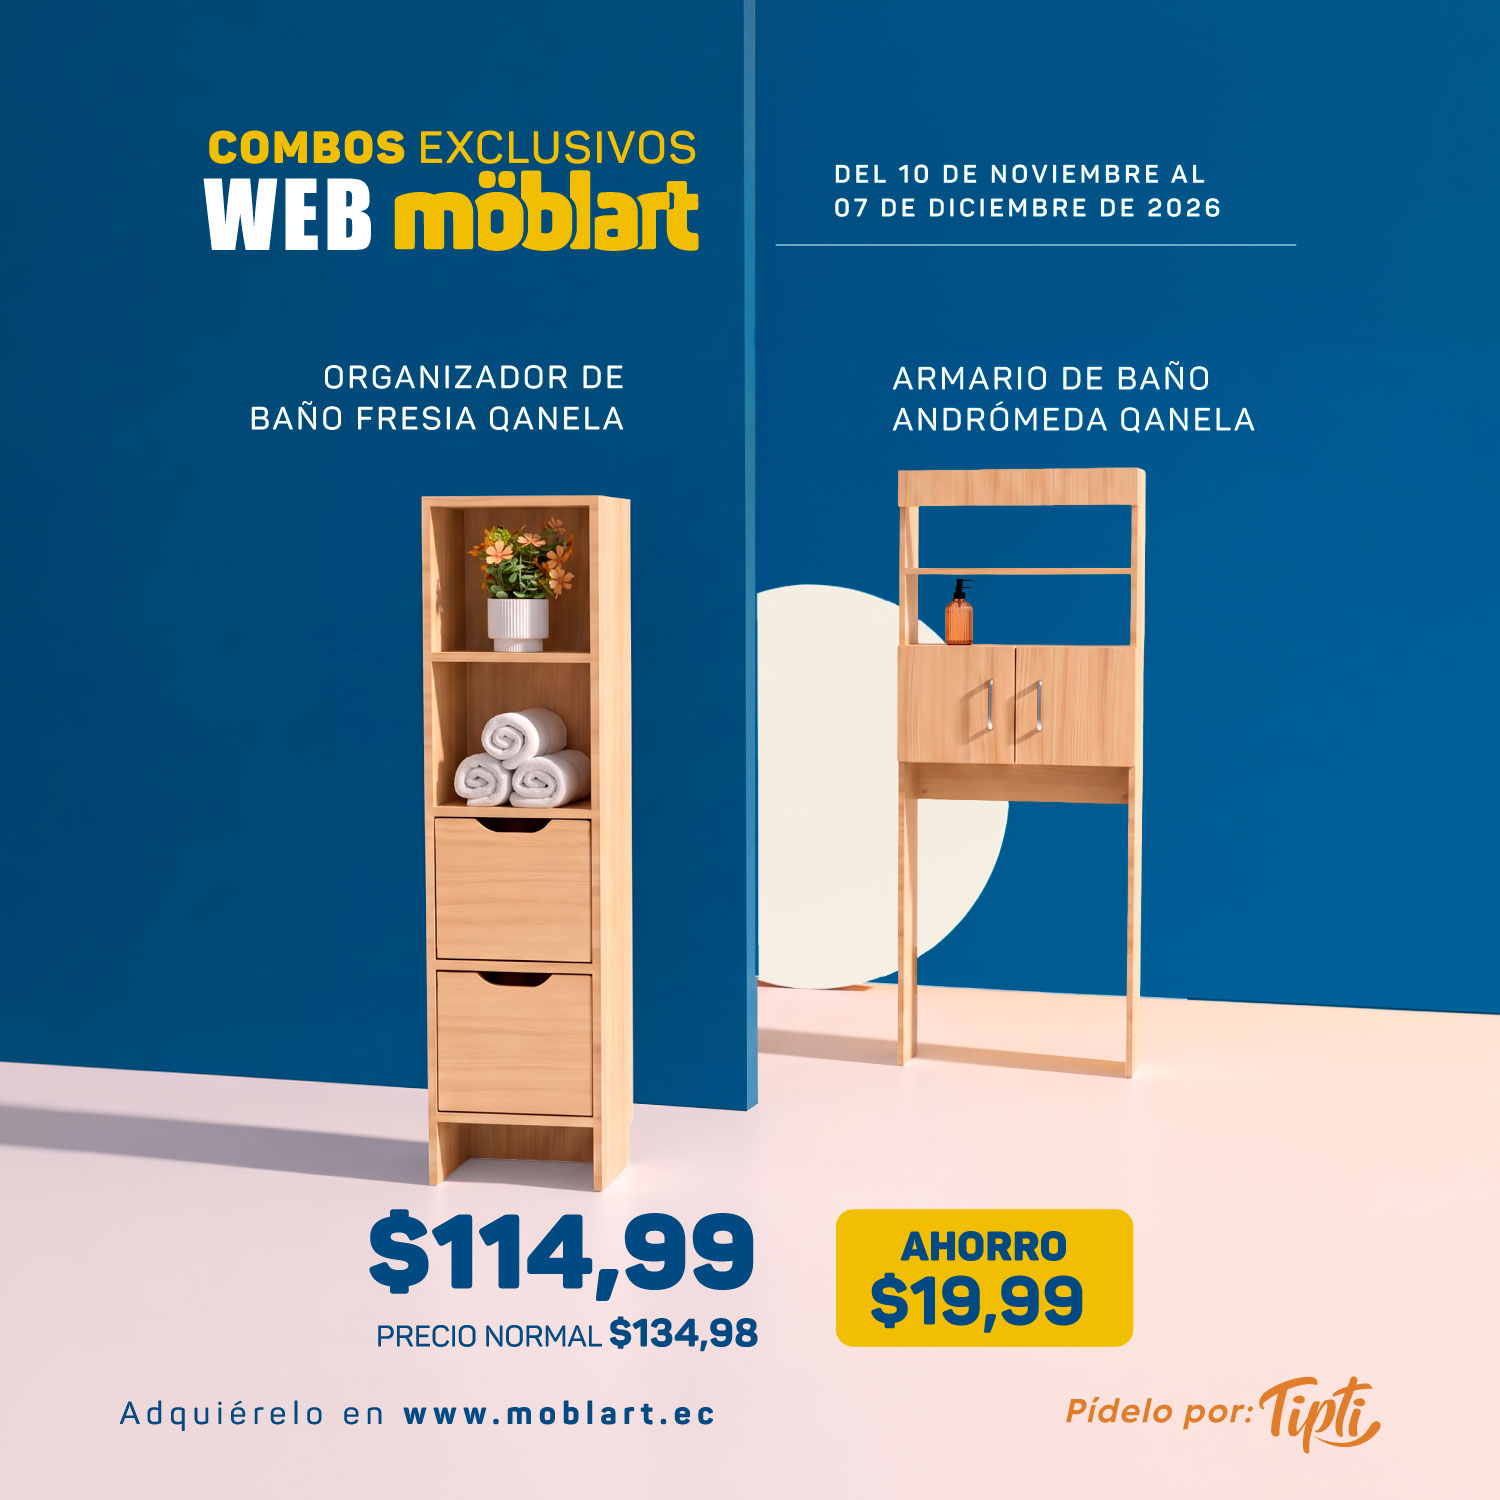 COMBOS EXCLUSIVOS
WEB möblart
DEL 10 DE NOVIEMBRE AL
07 DE DICIEMBRE DE 2026
ORGANIZADOR DE
BAÑO FRESIA QANELA
ARMARIO DE BAÑO
ANDRÓMEDA QANELA
$114,99
PRECIO NORMAL $134,98
AHORRO
$19,99
Adquiérelo en www.moblart.ec
Pídelo por: Tipti